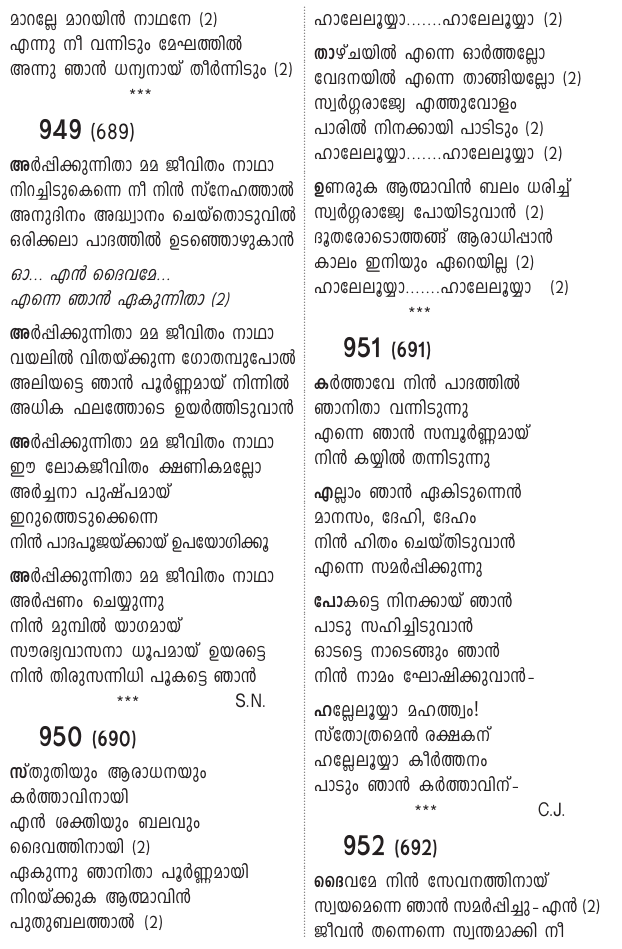 മാറല്ലേ മാറയിൻ നാഥനേ (2)
എന്നു നീ വന്നിടും മേഘത്തിൽ
അന്നു ഞാൻ ധന്യനായ് തീർന്നിടും (2)
***
949 (689)
അർപ്പിക്കുന്നിതാ മമ ജീവിതം നാഥാ
നിറച്ചിടുകെന്നെ നീ നിൻ സ്നേഹത്താൽ
അനുദിനം അദ്ധ്വാനം ചെയ്തൊടുവിൽ
ഒരിക്കലാ പാദത്തിൽ ഉടഞ്ഞൊഴുകാൻ
ഓ... എൻ ദൈവമേ...
എന്നെ ഞാൻ ഏകുന്നിതാ (2)
അർപ്പിക്കുന്നിതാ മമ ജീവിതം നാഥാ
വയലിൽ വിതയ്ക്കുന്ന ഗോതമ്പുപോൽ
അലിയട്ടെ ഞാൻ പൂർണ്ണമായ് നിന്നിൽ
അധിക ഫലത്തോടെ ഉയർത്തിടുവാൻ
അർപ്പിക്കുന്നിതാ മമ ജീവിതം നാഥാ
ഈ ലോകജീവിതം ക്ഷണികമല്ലോ
അർച്ചനാ പുഷ്പമായ്
ഇറുത്തെടുക്കെന്നെ
നിൻ പാദപൂജയ്ക്കായ് ഉപയോഗിക്കൂ
അർപ്പിക്കുന്നിതാ മമ ജീവിതം നാഥാ
അർപ്പണം ചെയ്യുന്നു
നിൻ മുമ്പിൽ യാഗമായ്
സൗരഭ്യവാസനാ ധൂപമായ് ഉയരട്ടെ
നിൻ തിരുസന്നിധി പൂകട്ടെ ഞാൻ
*** S.N.
950 (690)
സ്തുതിയും ആരാധനയും
കർത്താവിനായി
എൻ ശക്തിയും ബലവും
ദൈവത്തിനായി (2)
ഏകുന്നു ഞാനിതാ പൂർണ്ണമായി
നിറയ്ക്കുക ആത്മാവിൻ
പുതുബലത്താൽ (2)
ഹാലേലൂയ്യാ.......ഹാലേലൂയ്യാ (2)
താഴ്ചയിൽ എന്നെ ഓർത്തല്ലോ
വേദനയിൽ എന്നെ താങ്ങിയല്ലോ (2)
സ്വർഗ്ഗരാജ്യേ എത്തുവോളം
പാരിൽ നിനക്കായി പാടിടും (2)
ഹാലേലൂയ്യാ.......ഹാലേലൂയ്യാ (2)
ഉണരുക ആത്മാവിൻ ബലം ധരിച്ച്
സ്വർഗ്ഗരാജ്യേ പോയിടുവാൻ (2)
ദൂതരോടൊത്തങ്ങ് ആരാധിപ്പാൻ
കാലം ഇനിയും ഏറെയില്ല (2)
ഹാലേലൂയ്യാ.......ഹാലേലൂയ്യാ (2)
***
951 (691)
കർത്താവേ നിൻ പാദത്തിൽ
ഞാനിതാ വന്നിടുന്നു
എന്നെ ഞാൻ സമ്പൂർണ്ണമായ്
നിൻ കയ്യിൽ തന്നിടുന്നു
എല്ലാം ഞാൻ ഏകിടുന്നെൻ
മാനസം, ദേഹി, ദേഹം
നിൻ ഹിതം ചെയ്തിടുവാൻ
എന്നെ സമർപ്പിക്കുന്നു
പോകട്ടെ നിനക്കായ് ഞാൻ
പാടു സഹിച്ചിടുവാൻ
ഓടട്ടെ നാടെങ്ങും ഞാൻ
നിൻ നാമം ഘോഷിക്കുവാൻ-
ഹല്ലേലൂയ്യാ മഹത്ത്വം!
സ്തോത്രമെൻ രക്ഷകന്
ഹല്ലേലൂയ്യാ കീർത്തനം
പാടും ഞാൻ കർത്താവിന്-
*** C.J.
952 (692)
ദൈവമേ നിൻ സേവനത്തിനായ്
സ്വയമെന്നെ ഞാൻ സമർപ്പിച്ചു-എൻ (2)
ജീവൻ തന്നെന്നെ സ്വന്തമാക്കി നീ